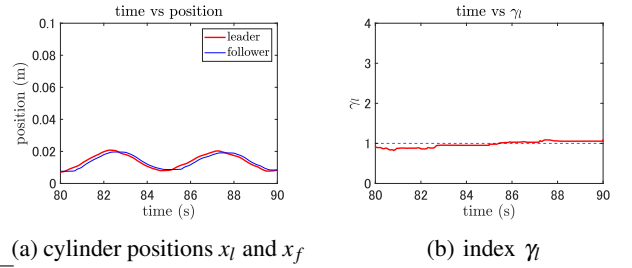 time vs position
0.1
0.08
0.06
0.04
0.02
0
position (m)
leader
follower
80 82 84 86 88 90
time (s)
(a) cylinder positions x_l and x_f
time vs γ_l
4
3
2
1
0
γ_l
80 82 84 86 88 90
time (s)
(b) index γ_l